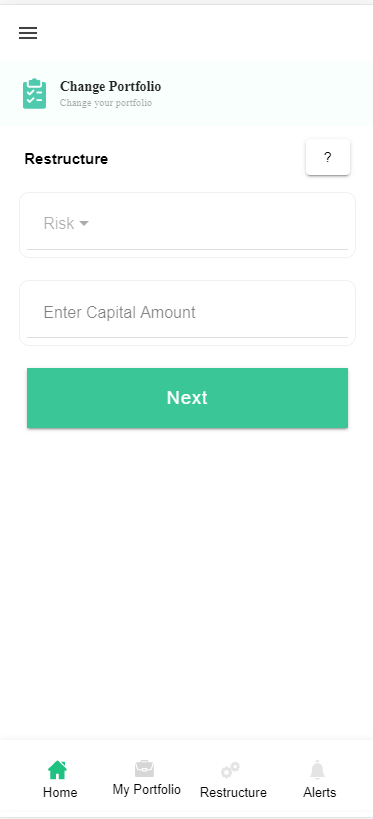 Change Portfolio
Change your portfolio
Restructure
?
Risk
Enter Capital Amount
Next
Home
My Portfolio
Restructure
Alerts